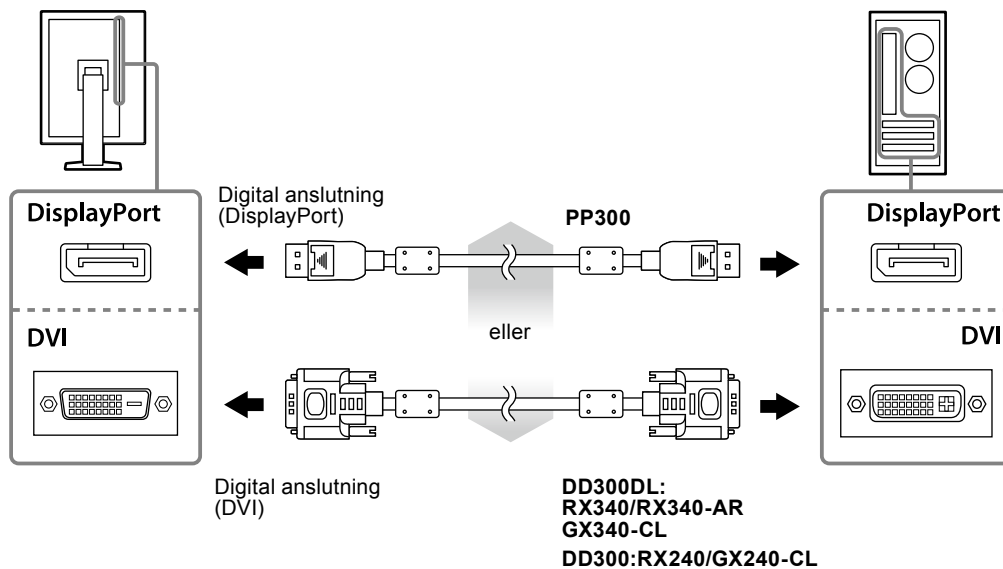 DisplayPort
DVI
Digital anslutning
(DisplayPort)
PP300
eller
Digital anslutning
(DVI)
DD300DL:
RX340/RX340-AR
GX340-CL
DD300:RX240/GX240-CL
DisplayPort
DVI